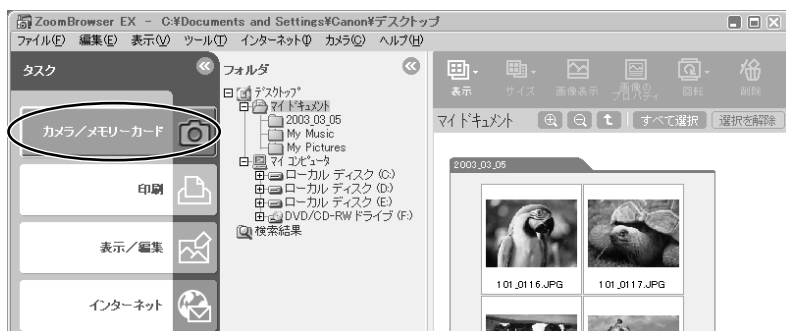 ZoomBrowser EX － C:¥Documents and Settings¥Canon¥デスクトップ
ファイル(F) 編集(E) 表示(V) ツール(T) インターネット(I) カメラ(C) ヘルプ(H)
タスク
カメラ／メモリーカード
印刷
表示／編集
インターネット
フォルダ
デスクトップ
マイ ドキュメント
2003_03_05
My Music
My Pictures
マイ コンピュータ
ローカル ディスク (C:)
ローカル ディスク (D:)
ローカル ディスク (E:)
DVD/CD-RW ドライブ (F:)
検索結果
表示 サイズ 画像表示 画像のプロパティ 回転 削除
マイ ドキュメント すべて選択 選択を解除
2003_03_05
101_0116.JPG 101_0117.JPG